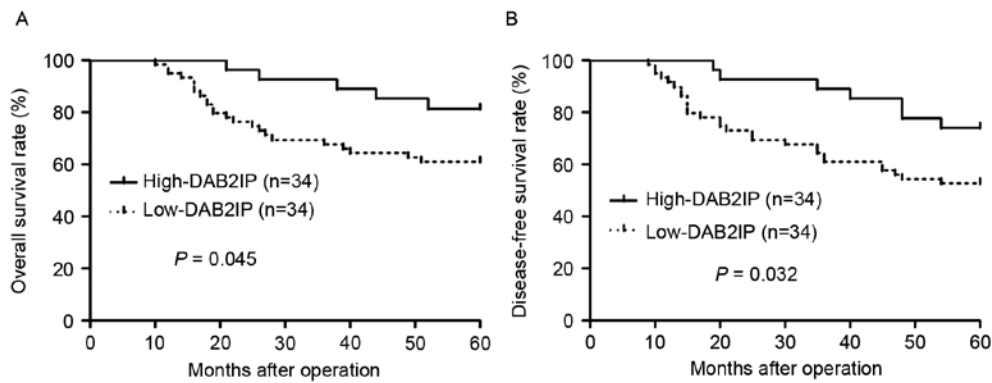 A
Overall survival rate (%)
100
80
60
40
20
0
High-DAB2IP (n=34)
Low-DAB2IP (n=34)
P = 0.045
0 10 20 30 40 50 60
Months after operation
B
Disease-free survival rate (%)
100
80
60
40
20
0
High-DAB2IP (n=34)
Low-DAB2IP (n=34)
P = 0.032
0 10 20 30 40 50 60
Months after operation